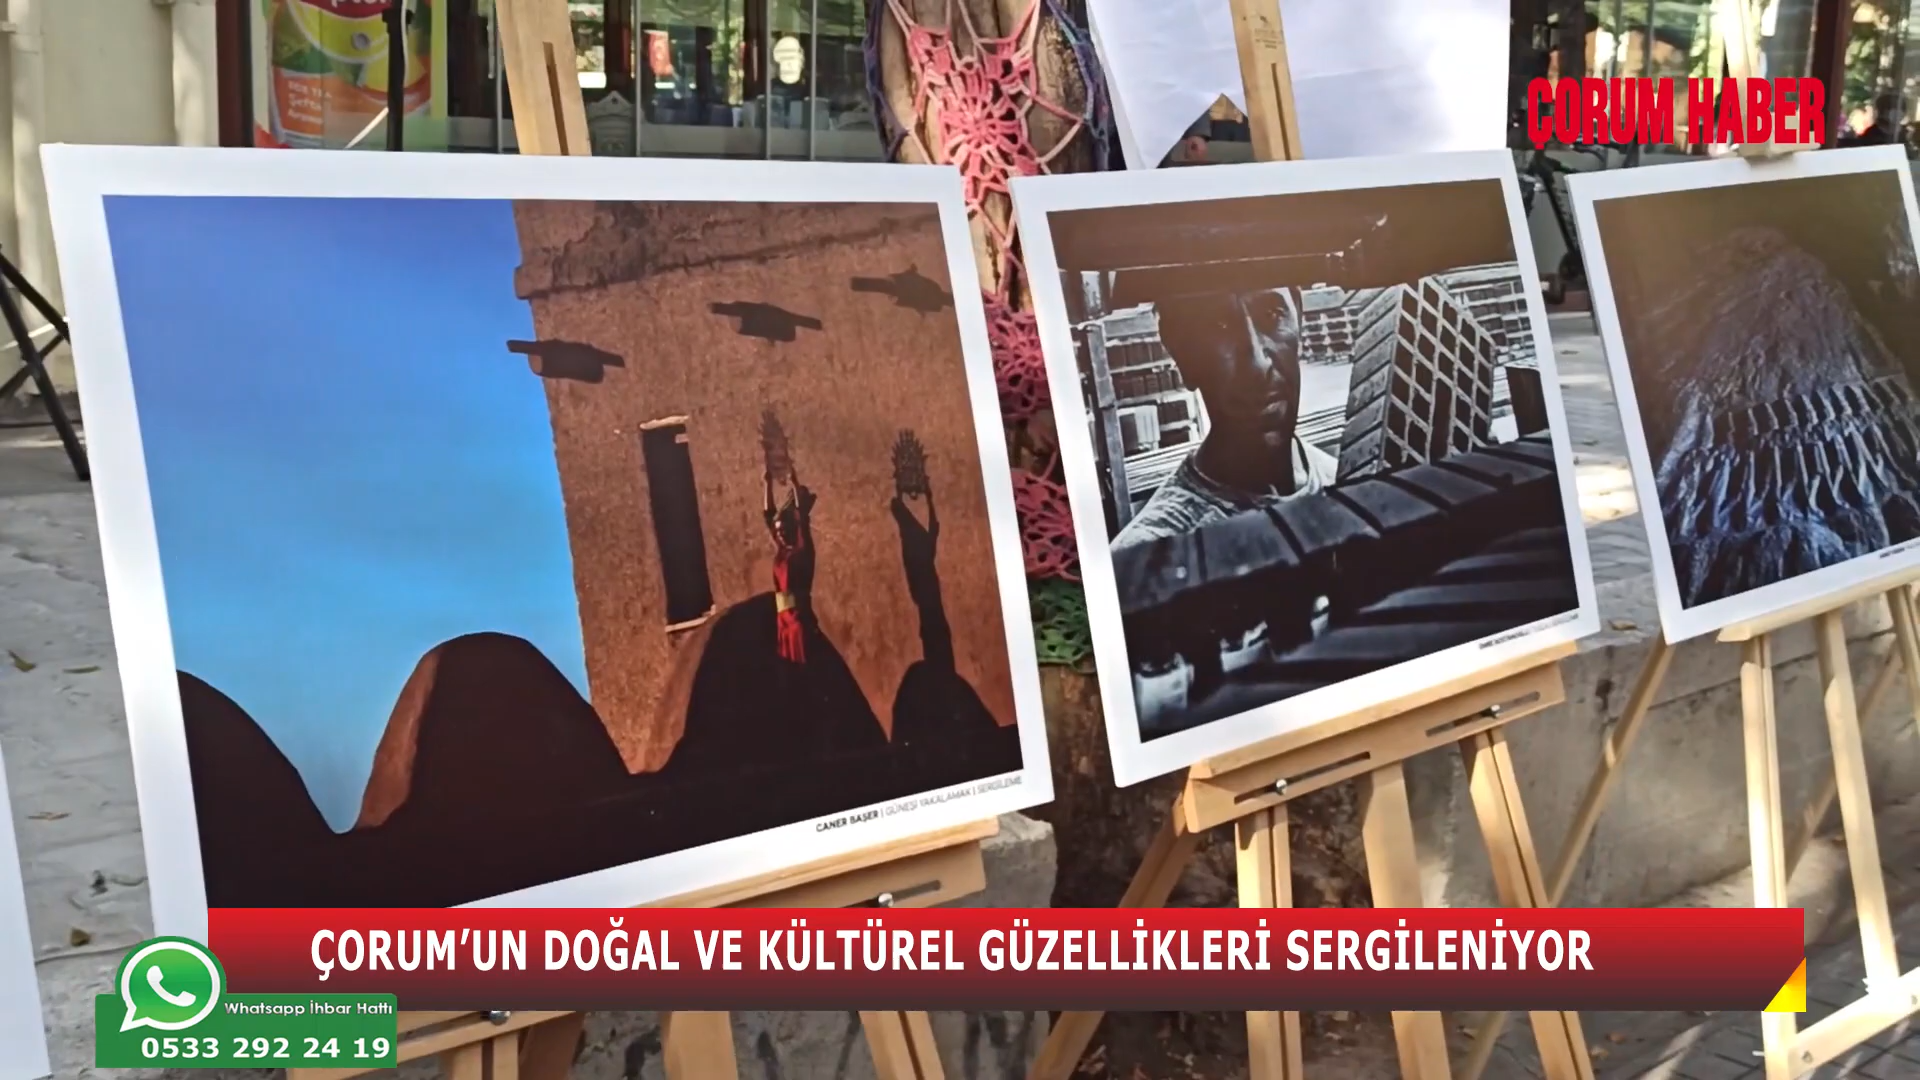 ÇORUM HABER
CANER BAŞER | GÜNEŞİ YAKALAMAK | SERGİLEME
ÇORUM’UN DOĞAL VE KÜLTÜREL GÜZELLİKLERİ SERGİLENİYOR
Whatsapp İhbar Hattı
0533 292 24 19